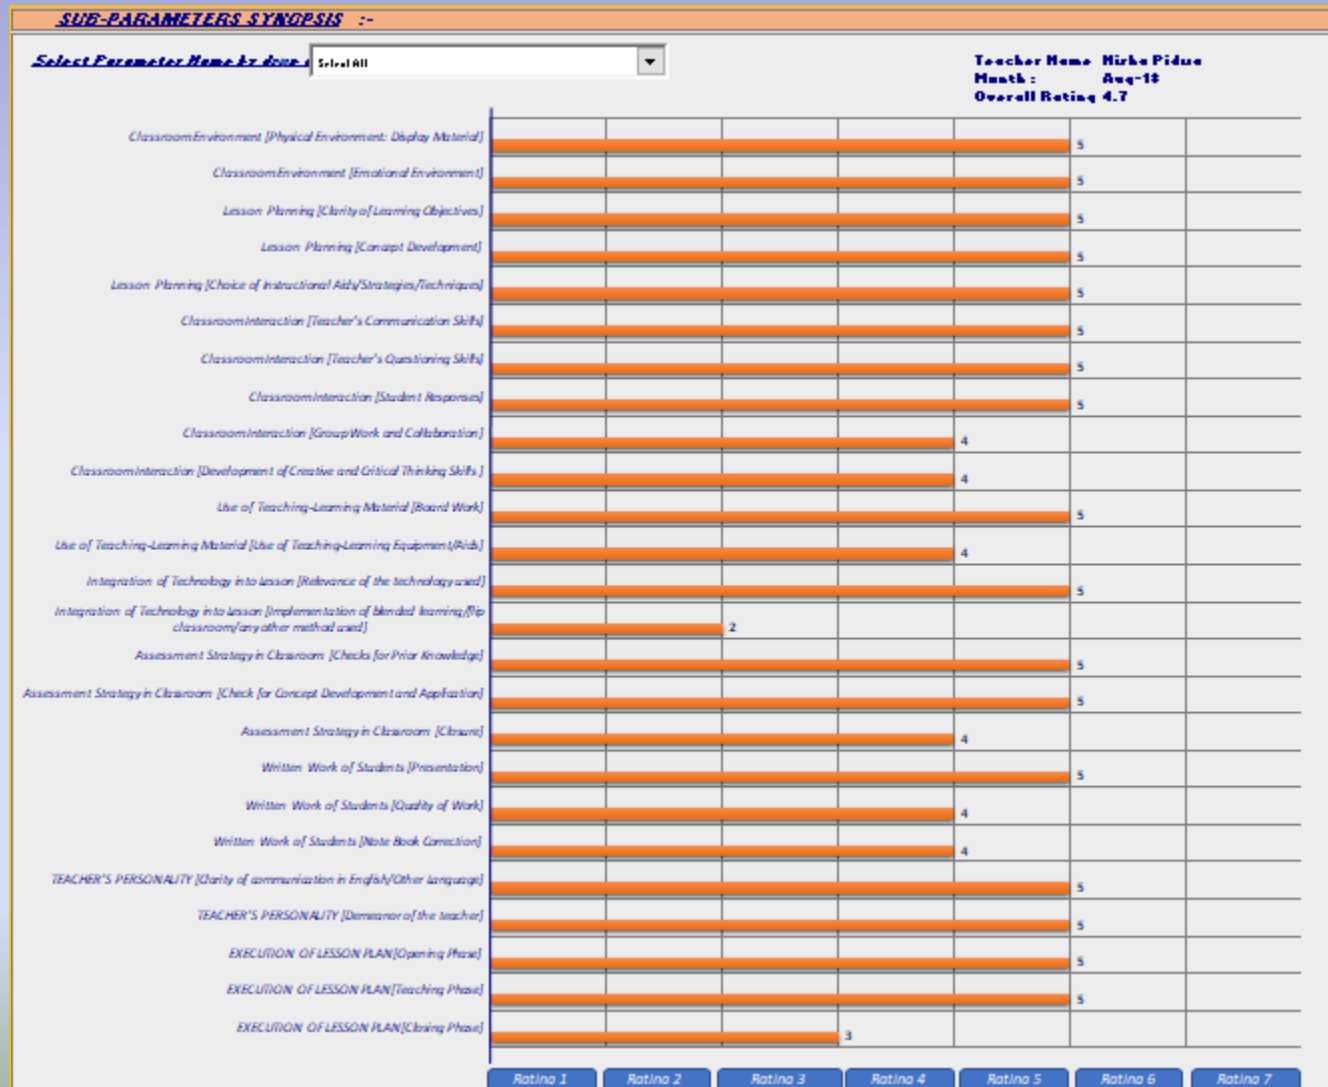 SUB-PARAMETERS SYNOPSIS :-
Select Parameter Name by drop
Select All
Teacher Name Nirka Pidua
Month : Aug-18
Overall Rating 4.7
Classroom Environment [Physical Environment: Display Material] 5
Classroom Environment [Emotional Environment] 5
Lesson Planning [Clarity of Learning Objectives] 5
Lesson Planning [Concept Development] 5
Lesson Planning [Choice of Instructional Aids/Strategies/Techniques] 5
Classroom Interaction [Teacher's Communication Skills] 5
Classroom Interaction [Teacher's Questioning Skills] 5
Classroom Interaction [Student Responses] 5
Classroom Interaction [Group Work and Collaboration] 4
Classroom Interaction [Development of Creative and Critical Thinking Skills ] 4
Use of Teaching-Learning Material [Board Work] 5
Use of Teaching-Learning Material [Use of Teaching-Learning Equipment/Aids] 4
Integration of Technology into Lesson [Relevance of the technology used] 5
Integration of Technology into Lesson [Implementation of blended learning/flip
classroom/any other method used] 2
Assessment Strategy in Classroom [Checks for Prior Knowledge] 5
Assessment Strategy in Classroom [Check for Concept Development and Application] 5
Assessment Strategy in Classroom [Closure] 4
Written Work of Students [Presentation] 5
Written Work of Students [Quality of Work] 4
Written Work of Students [Note Book Correction] 4
TEACHER'S PERSONALITY [Clarity of communication in English/Other Language] 5
TEACHER'S PERSONALITY [Demeanor of the teacher] 5
EXECUTION OF LESSON PLAN [Opening Phase] 5
EXECUTION OF LESSON PLAN [Teaching Phase] 5
EXECUTION OF LESSON PLAN [Closing Phase] 3
Rating 1 Rating 2 Rating 3 Rating 4 Rating 5 Rating 6 Rating 7